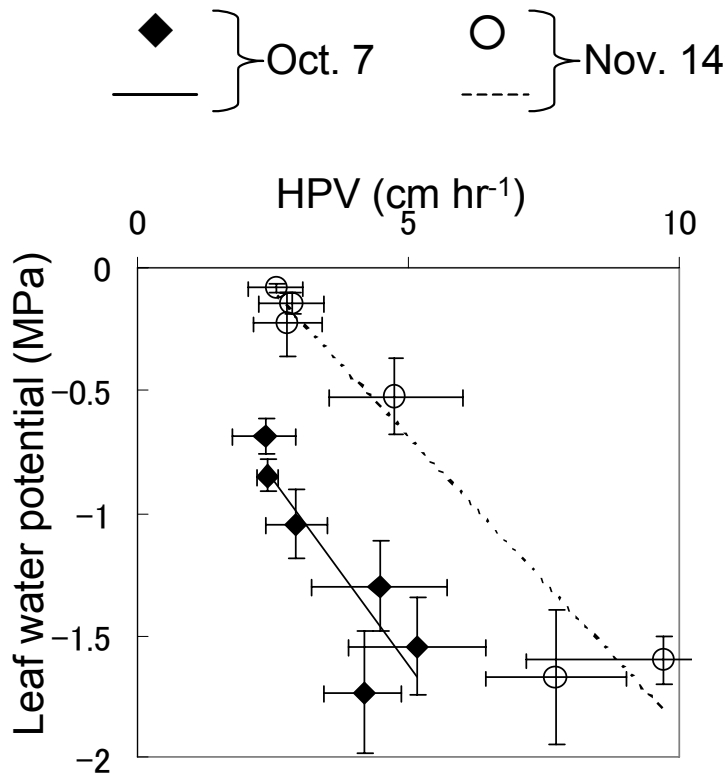 Oct. 7
Nov. 14
HPV (cm hr⁻¹)
0 5 10
Leaf water potential (MPa)
0
−0.5
−1
−1.5
−2